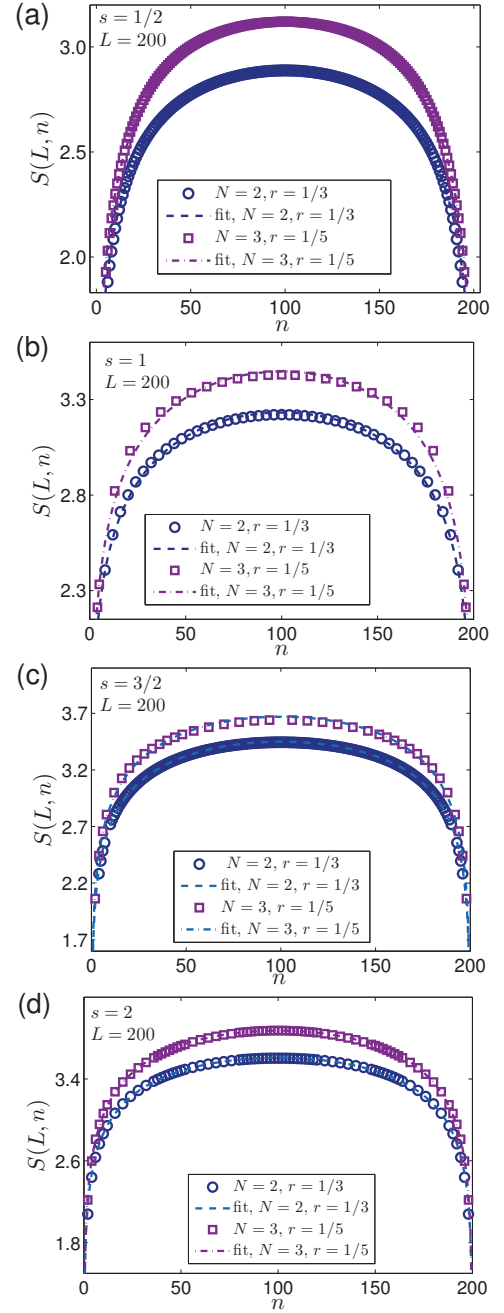 (a)
s = 1/2
L = 200
3.0
2.5
2.0
S(L, n)
N = 2, r = 1/3
fit, N = 2, r = 1/3
N = 3, r = 1/5
fit, N = 3, r = 1/5
0 50 100 150 200
n
(b)
s = 1
L = 200
3.3
2.8
2.3
S(L, n)
N = 2, r = 1/3
fit, N = 2, r = 1/3
N = 3, r = 1/5
fit, N = 3, r = 1/5
0 50 100 150 200
n
(c)
s = 3/2
L = 200
3.7
3.2
2.7
2.2
1.7
S(L, n)
N = 2, r = 1/3
fit, N = 2, r = 1/3
N = 3, r = 1/5
fit, N = 3, r = 1/5
0 50 100 150 200
n
(d)
s = 2
L = 200
3.4
2.6
1.8
S(L, n)
N = 2, r = 1/3
fit, N = 2, r = 1/3
N = 3, r = 1/5
fit, N = 3, r = 1/5
0 50 100 150 200
n